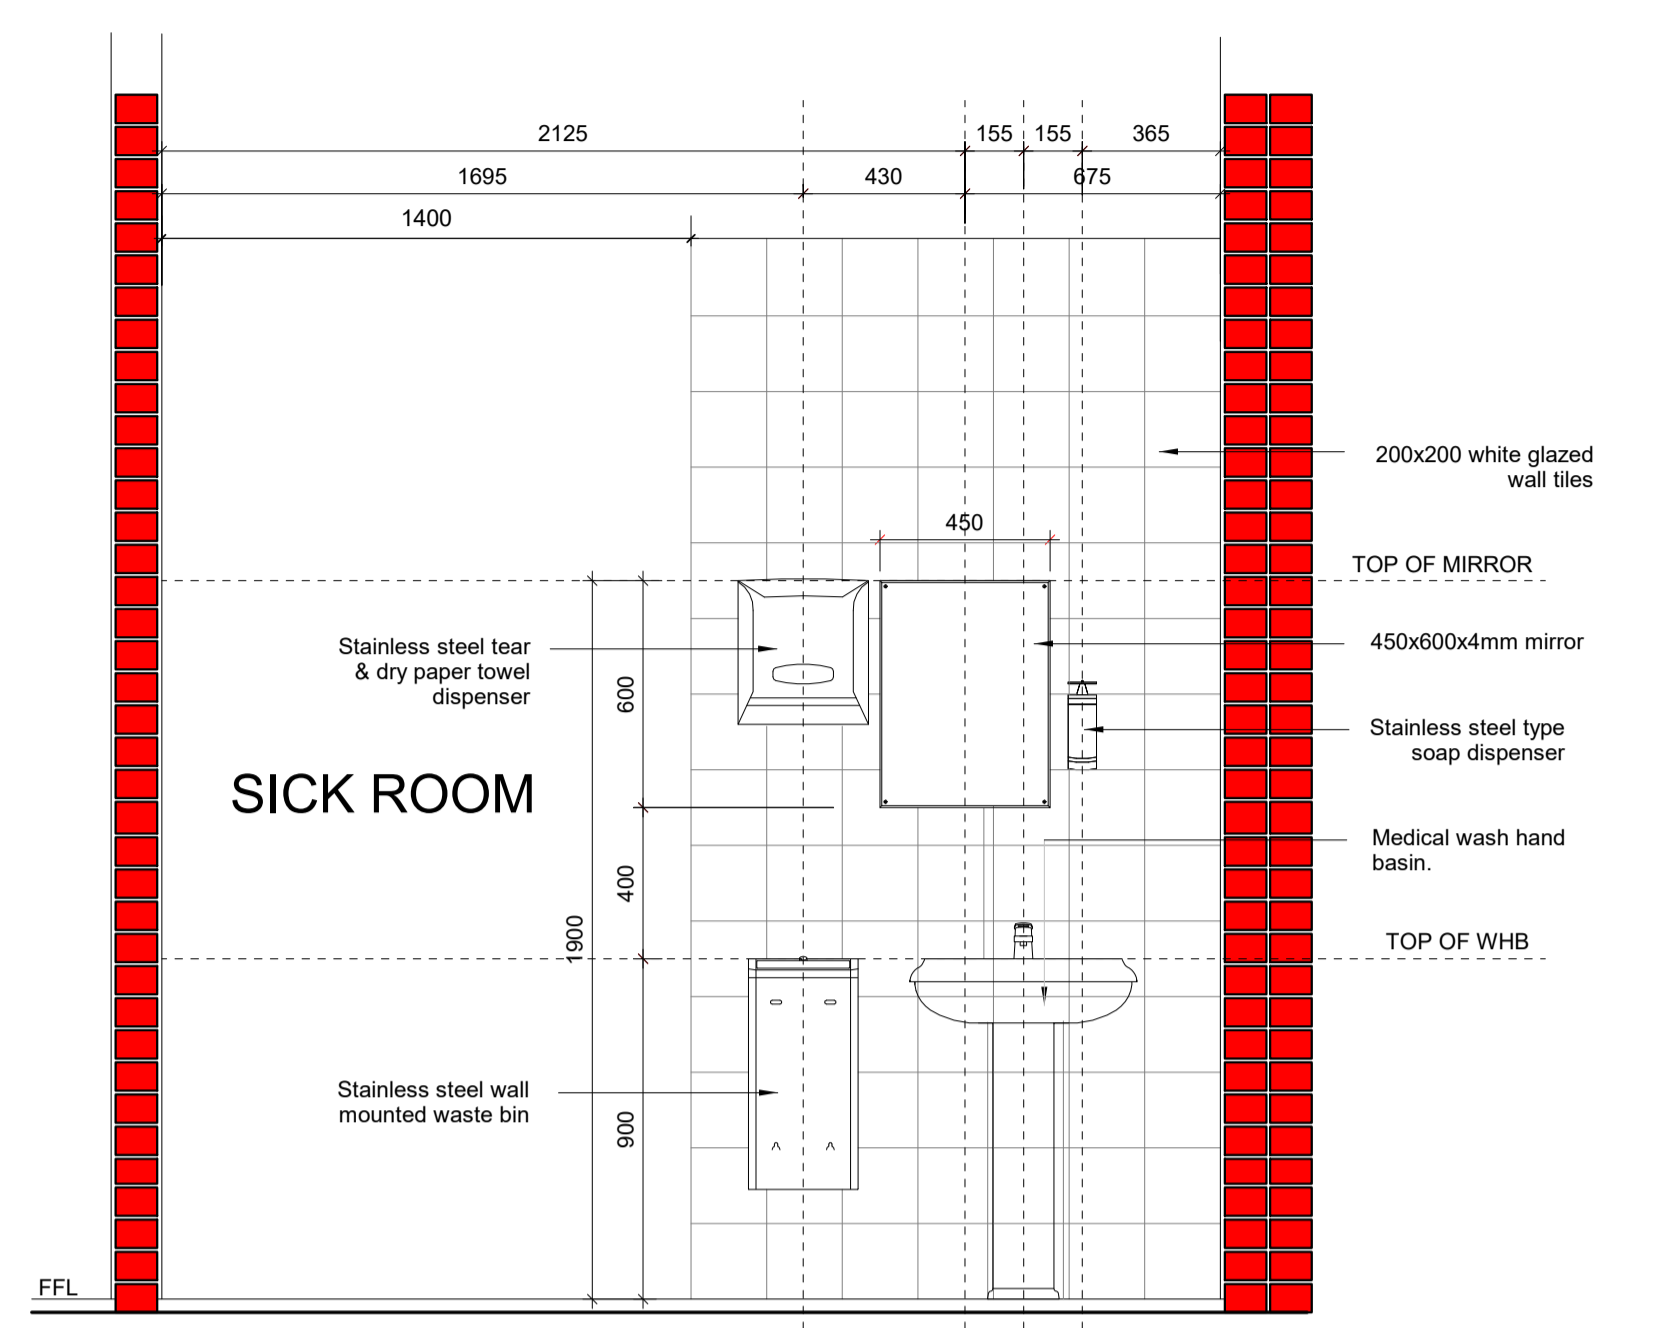 2125
155
155
365
1695
430
675
1400
200x200 white glazed
wall tiles
450
TOP OF MIRROR
Stainless steel tear
& dry paper towel
dispenser
450x600x4mm mirror
600
Stainless steel type
soap dispenser
SICK ROOM
Medical wash hand
basin.
400
1900
TOP OF WHB
Stainless steel wall
mounted waste bin
900
FFL